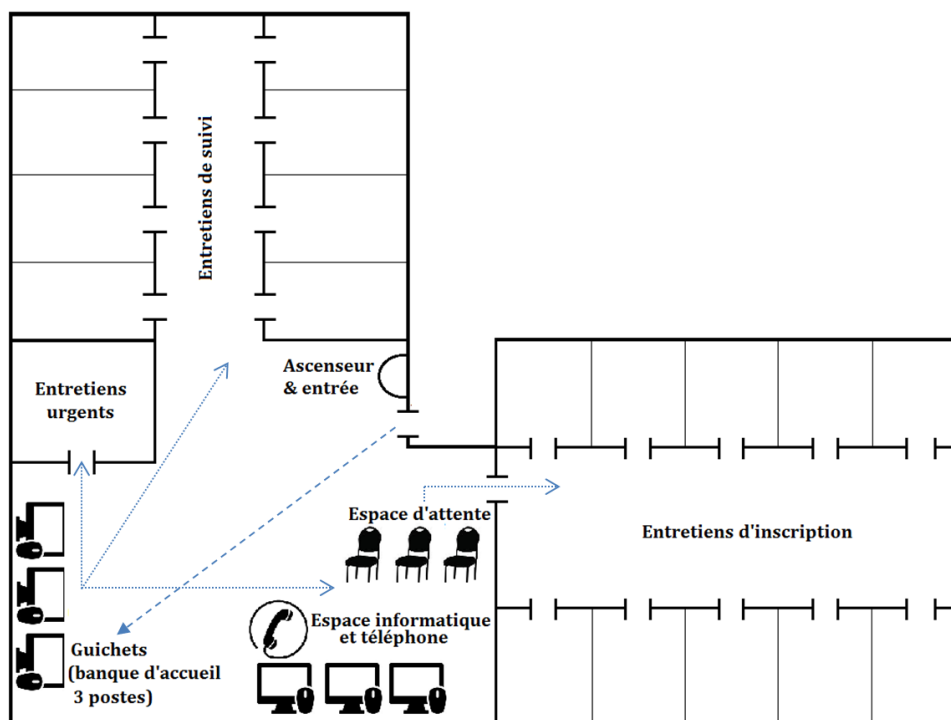 Entretiens de suivi
Ascenseur
& entrée
Entretiens
urgents
Espace d'attente
Entretiens d'inscription
Espace informatique
et téléphone
Guichets
(banque d'accueil
3 postes)